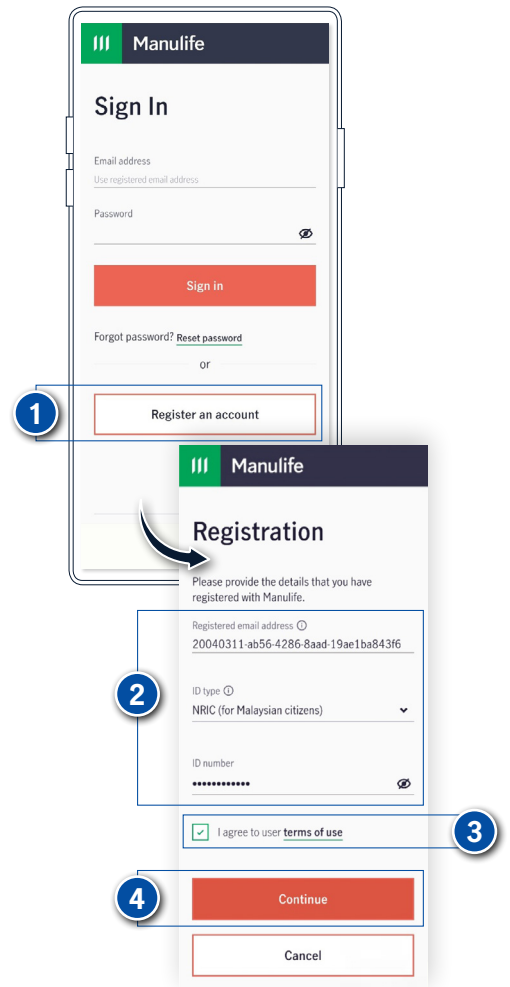 Manulife
Sign In
Email address
Use registered email address
Password
Sign in
Forgot password? Reset password
or
1
Register an account
Manulife
Registration
Please provide the details that you have
registered with Manulife.
Registered email address
20040311-ab56-4286-8aad-19ae1ba843f6
2
ID type
NRIC (for Malaysian citizens)
ID number
I agree to user terms of use
3
4
Continue
Cancel